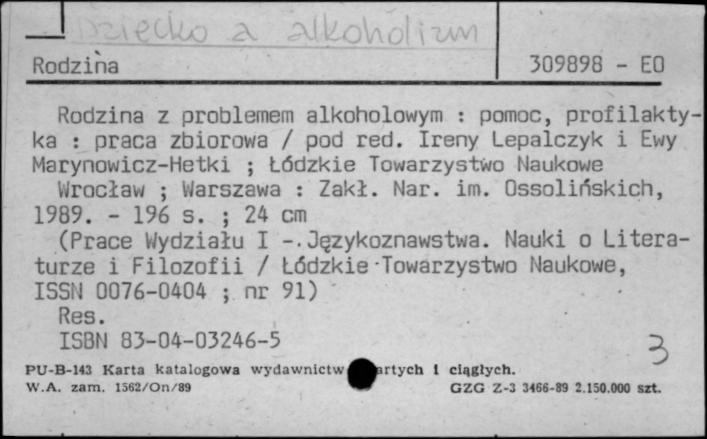 Dziecko a alkoholizm
Rodzina 309898 - EO
Rodzina z problemem alkoholowym : pomoc, profilakty-
ka : praca zbiorowa / pod red. Ireny Lepalczyk i Ewy
Marynowicz-Hetki ; Łódzkie Towarzystwo Naukowe
Wrocław ; Warszawa : Zakł. Nar. im. Ossolińskich,
1989. - 196 s. ; 24 cm
(Prace Wydziału I - Językoznawstwa. Nauki o Litera-
turze i Filozofii / Łódzkie Towarzystwo Naukowe,
ISSN 0076-0404 ; nr 91)
Res.
ISBN 83-04-03246-5
3
PU-B-143 Karta katalogowa wydawnictw artych i ciągłych.
W.A. zam. 1562/On/89 GZG Z-3 3466-89 2.150.000 szt.